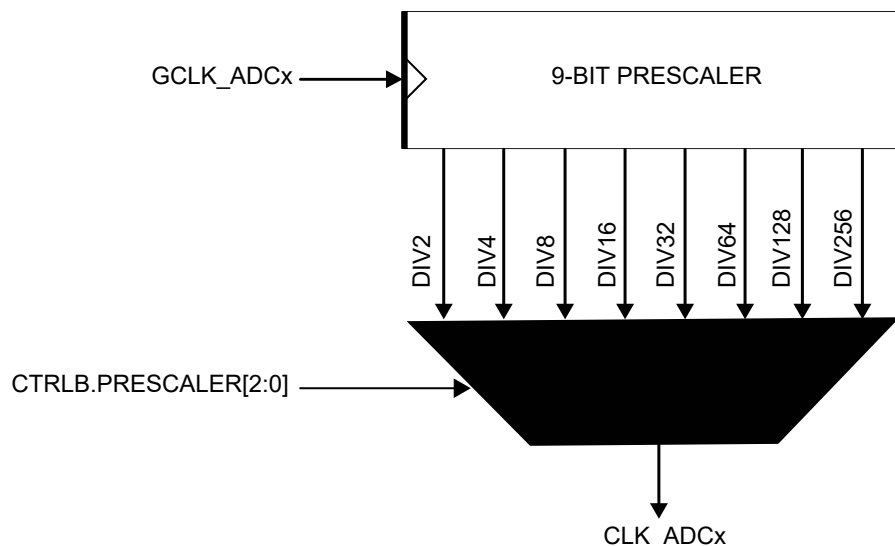 GCLK_ADCx
9-BIT PRESCALER
DIV2
DIV4
DIV8
DIV16
DIV32
DIV64
DIV128
DIV256
CTRLB.PRESCALER[2:0]
CLK_ADCx